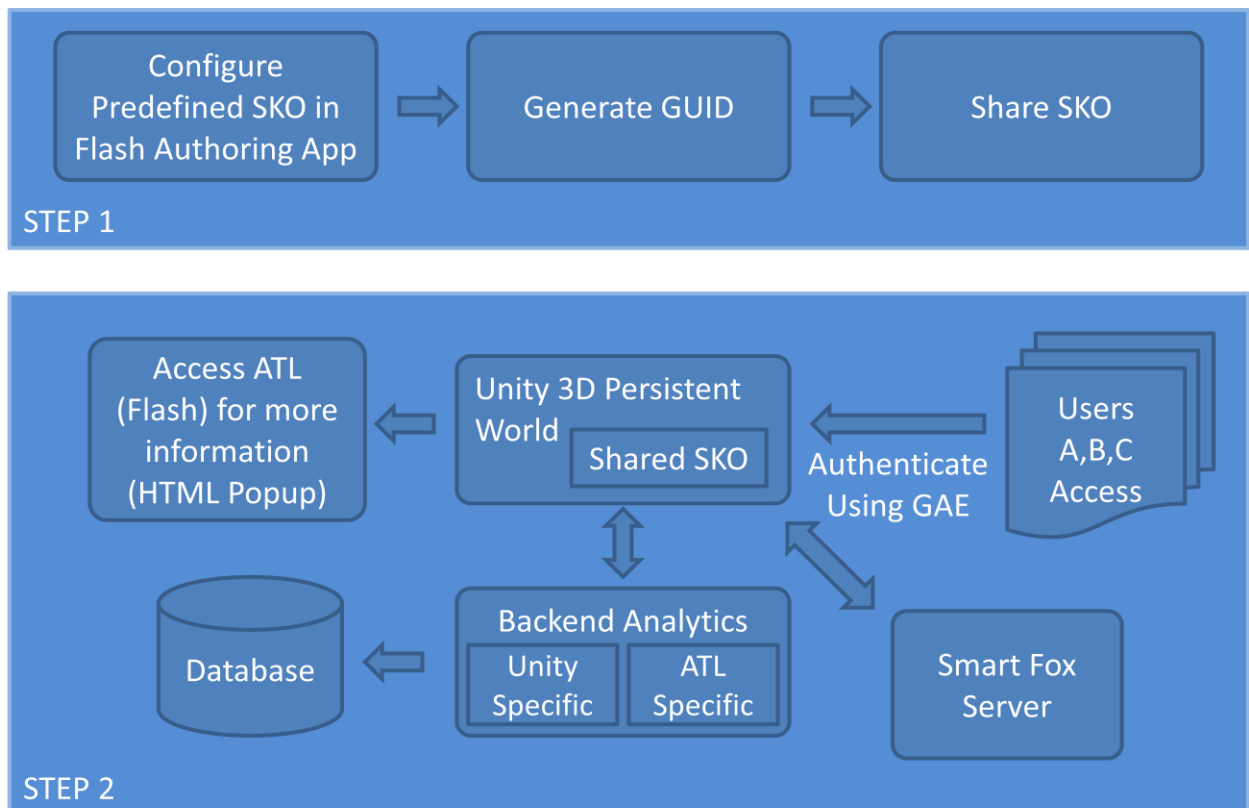 Configure
Predefined SKO in
Flash Authoring App
Generate GUID
Share SKO
STEP 1
Access ATL
(Flash) for more
information
(HTML Popup)
Unity 3D Persistent
World
Shared SKO
Authenticate
Using GAE
Users
A,B,C
Access
Database
Backend Analytics
Unity
Specific
ATL
Specific
Smart Fox
Server
STEP 2